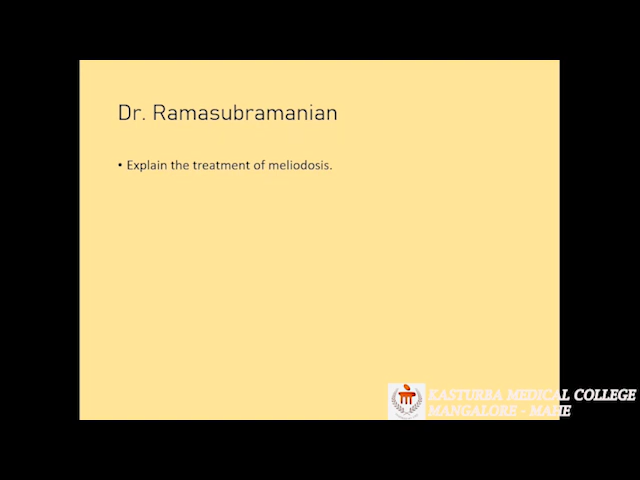 Dr. Ramasubramanian
• Explain the treatment of meliodosis.
KASTURBA MEDICAL COLLEGE
MANGALORE - MAHE